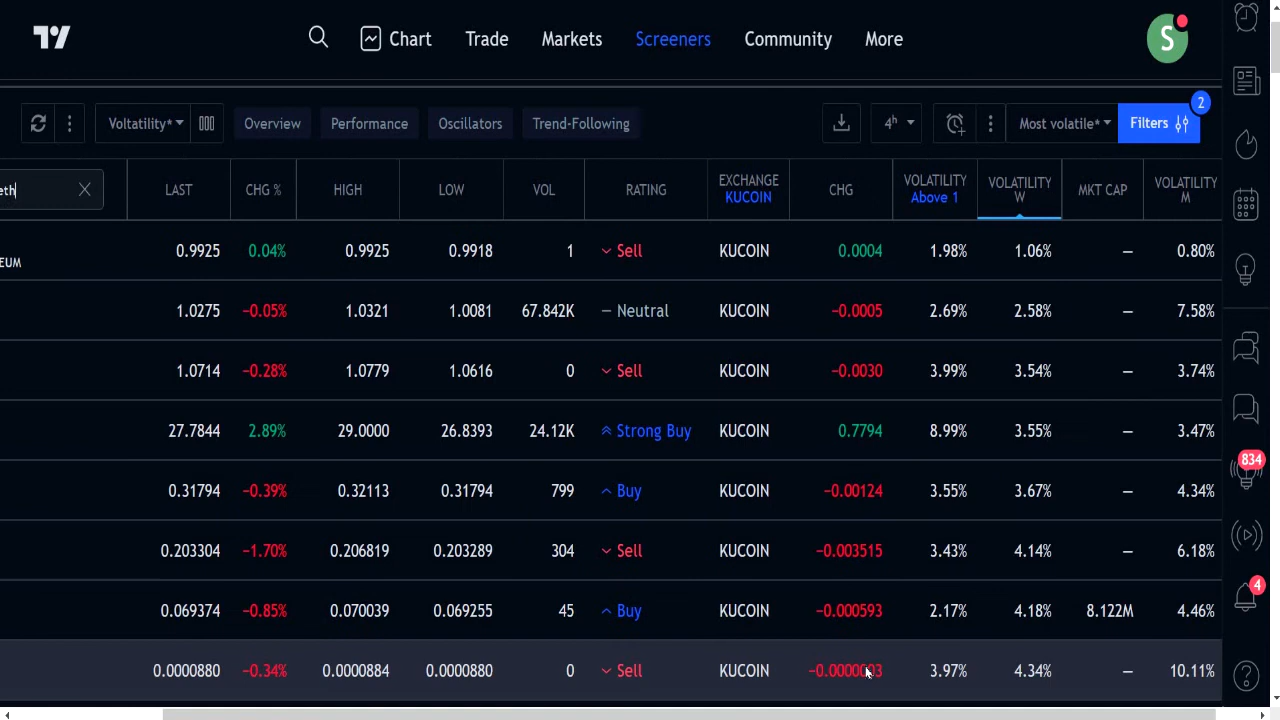 TV
Chart Trade Markets Screeners Community More S
2
Voltatility* Overview Performance Oscillators Trend-Following 4h Most volatile* Filters
eth LAST CHG % HIGH LOW VOL RATING EXCHANGE KUCOIN CHG VOLATILITY Above 1 VOLATILITY W MKT CAP VOLATILITY M
EUM 0.9925 0.04% 0.9925 0.9918 1 Sell KUCOIN 0.0004 1.98% 1.06% — 0.80%
1.0275 −0.05% 1.0321 1.0081 67.842K — Neutral KUCOIN −0.0005 2.69% 2.58% — 7.58%
1.0714 −0.28% 1.0779 1.0616 0 Sell KUCOIN −0.0030 3.99% 3.54% — 3.74%
27.7844 2.89% 29.0000 26.8393 24.12K Strong Buy KUCOIN 0.7794 8.99% 3.55% — 3.47%
834
0.31794 −0.39% 0.32113 0.31794 799 Buy KUCOIN −0.00124 3.55% 3.67% — 4.34%
0.203304 −1.70% 0.206819 0.203289 304 Sell KUCOIN −0.003515 3.43% 4.14% — 6.18%
4
0.069374 −0.85% 0.070039 0.069255 45 Buy KUCOIN −0.000593 2.17% 4.18% 8.122M 4.46%
0.0000880 −0.34% 0.0000884 0.0000880 0 Sell KUCOIN −0.0000003 3.97% 4.34% — 10.11%